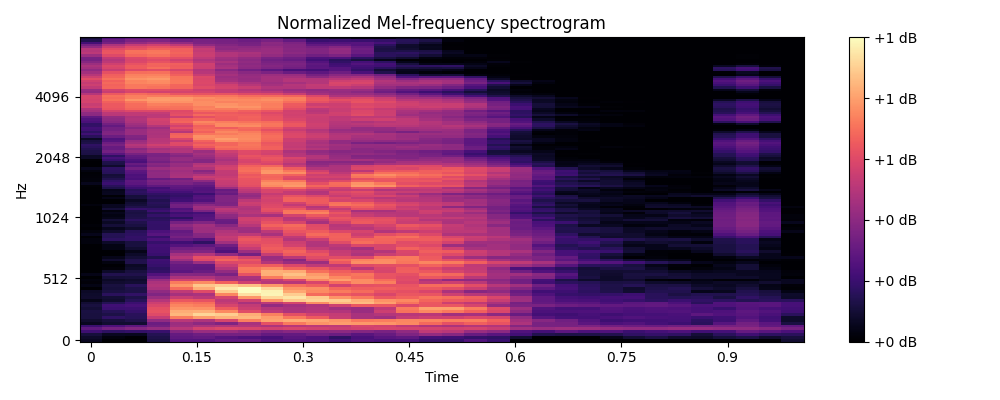 Normalized Mel-frequency spectrogram
Hz
4096
2048
1024
512
0
0 0.15 0.3 0.45 0.6 0.75 0.9
Time
+1 dB
+1 dB
+1 dB
+0 dB
+0 dB
+0 dB